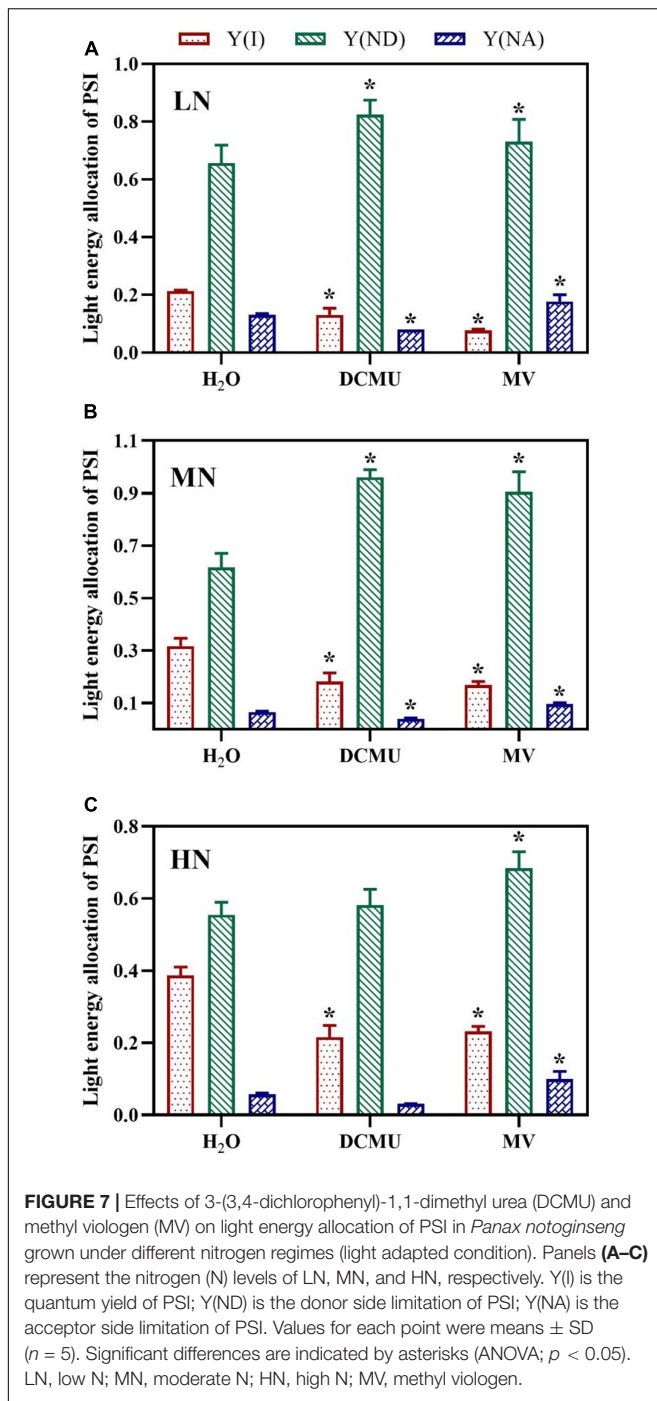 Y(I) Y(ND) Y(NA)
A
LN
Light energy allocation of PSI
1.0
0.8
0.6
0.4
0.2
0.0
* * * * * *
H₂O DCMU MV
B
MN
Light energy allocation of PSI
1.1
0.9
0.7
0.5
0.3
0.1
* * * * * *
H₂O DCMU MV
C
HN
Light energy allocation of PSI
0.8
0.6
0.4
0.2
0.0
* * * *
H₂O DCMU MV
FIGURE 7 | Effects of 3-(3,4-dichlorophenyl)-1,1-dimethyl urea (DCMU) and
methyl viologen (MV) on light energy allocation of PSI in Panax notoginseng
grown under different nitrogen regimes (light adapted condition). Panels (A–C)
represent the nitrogen (N) levels of LN, MN, and HN, respectively. Y(I) is the
quantum yield of PSI; Y(ND) is the donor side limitation of PSI; Y(NA) is the
acceptor side limitation of PSI. Values for each point were means ± SD
(n = 5). Significant differences are indicated by asterisks (ANOVA; p < 0.05).
LN, low N; MN, moderate N; HN, high N; MV, methyl viologen.